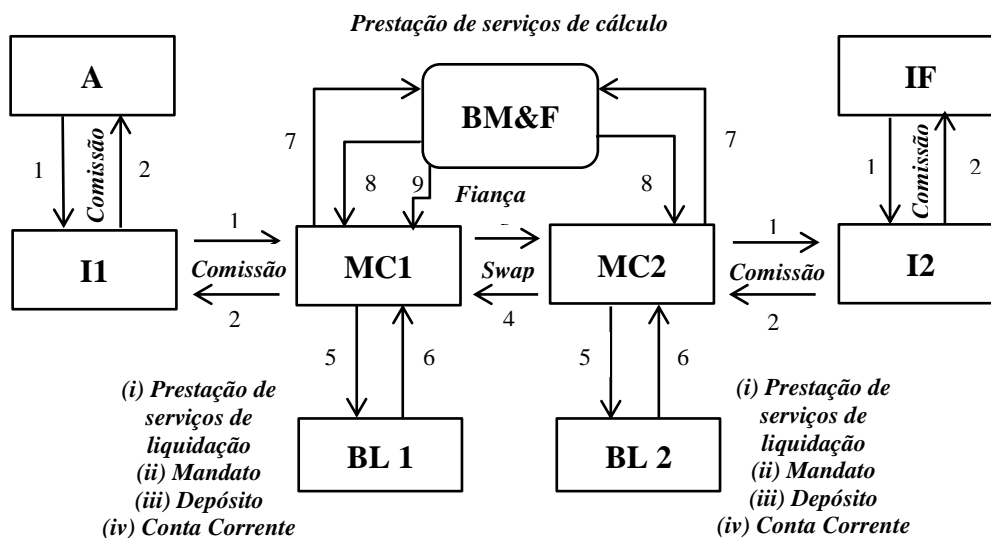 Prestação de serviços de cálculo
A
BM&F
IF
1
Comissão
2
7
8
9
Fiança
8
7
1
Comissão
2
I1
1
Comissão
2
MC1
Swap
4
MC2
1
Comissão
2
I2
5
6
5
6
(i) Prestação de
serviços de
liquidação
(ii) Mandato
(iii) Depósito
(iv) Conta Corrente
BL 1
BL 2
(i) Prestação de
serviços de
liquidação
(ii) Mandato
(iii) Depósito
(iv) Conta Corrente